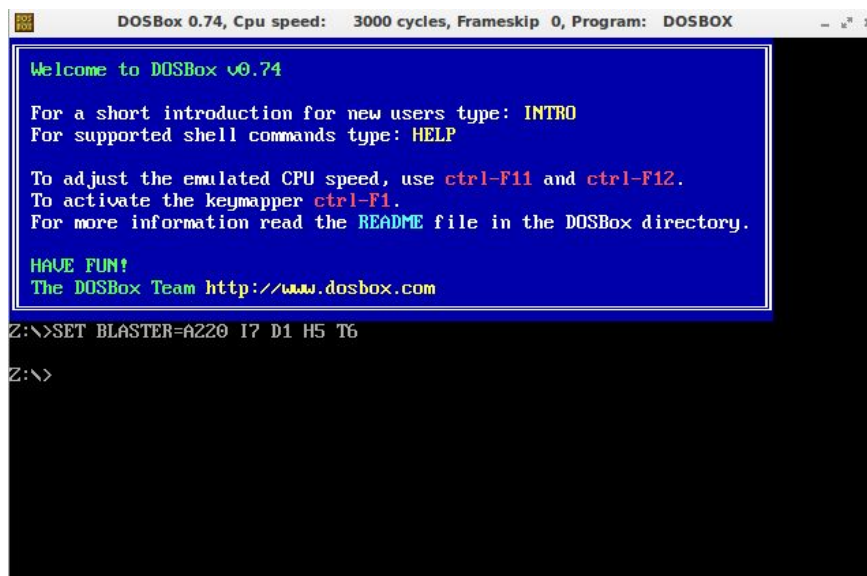 DOSBox 0.74, Cpu speed: 3000 cycles, Frameskip 0, Program: DOSBOX
Welcome to DOSBox v0.74
For a short introduction for new users type: INTRO
For supported shell commands type: HELP
To adjust the emulated CPU speed, use ctrl-F11 and ctrl-F12.
To activate the keymapper ctrl-F1.
For more information read the README file in the DOSBox directory.
HAVE FUN!
The DOSBox Team http://www.dosbox.com
Z:\>SET BLASTER=A220 I7 D1 H5 T6
Z:\>